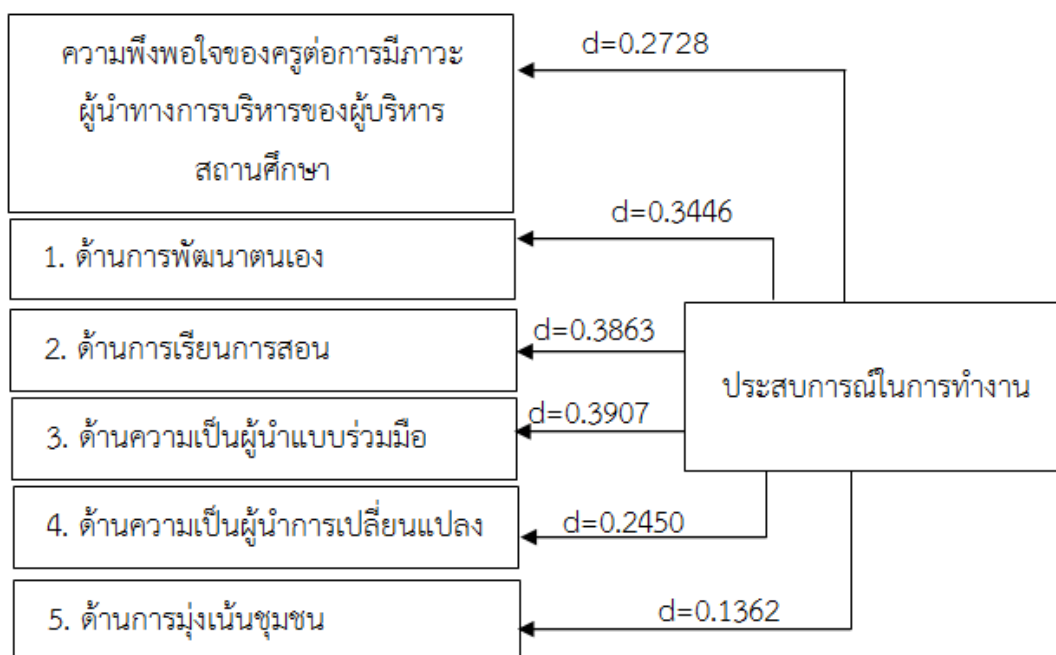 ความพึงพอใจของครูต่อการมีภาวะ
ผู้นำทางการบริหารของผู้บริหาร
สถานศึกษา
d=0.2728
d=0.3446
1. ด้านการพัฒนาตนเอง
d=0.3863
2. ด้านการเรียนการสอน
ประสบการณ์ในการทำงาน
d=0.3907
3. ด้านความเป็นผู้นำแบบร่วมมือ
4. ด้านความเป็นผู้นำการเปลี่ยนแปลง
d=0.2450
5. ด้านการมุ่งเน้นชุมชน
d=0.1362